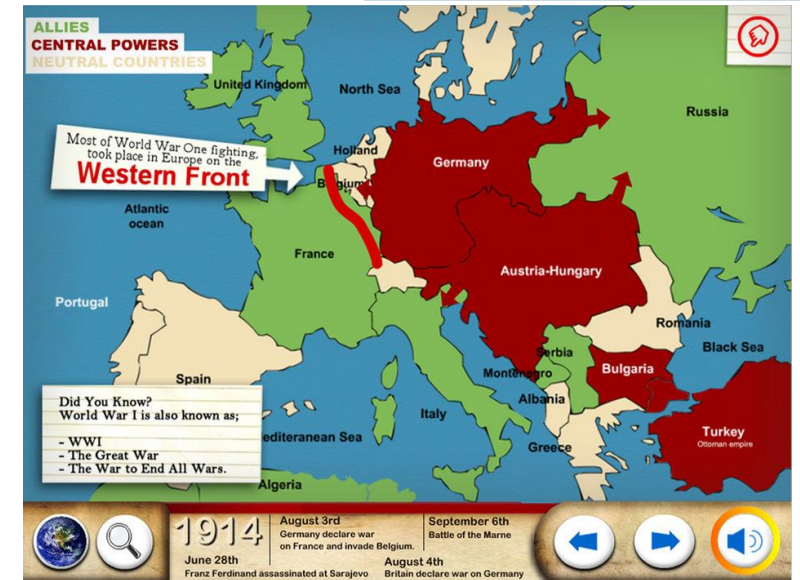 ALLIES
CENTRAL POWERS
NEUTRAL COUNTRIES
United Kingdom
North Sea
Russia
Most of World War One fighting,
took place in Europe on the
Western Front
Holland
Germany
Belgium
Atlantic
ocean
France
Austria-Hungary
Portugal
Romania
Black Sea
Serbia
Montenegro
Bulgaria
Spain
Albania
Did You Know?
World War I is also known as;
- WWI
- The Great War
- The War to End All Wars.
editeranean Sea
Italy
Greece
Turkey
Ottoman empire
Algeria
1914
August 3rd
Germany declare war
on France and invade Belgium.
September 6th
Battle of the Marne
June 28th
Franz Ferdinand assassinated at Sarajevo
August 4th
Britain declare war on Germany